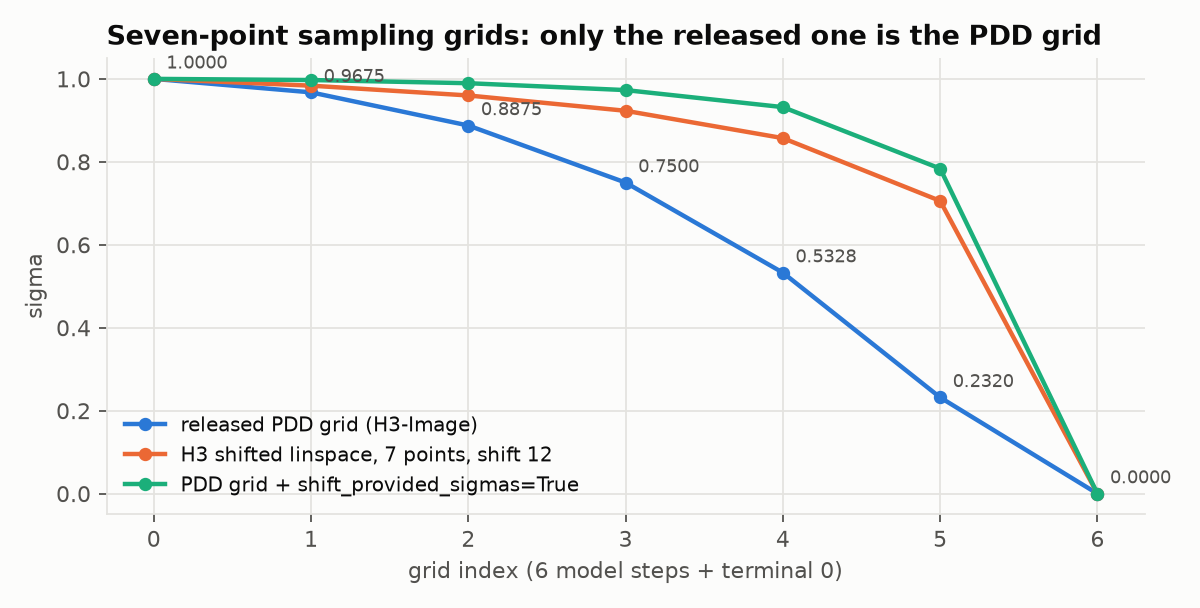 Seven-point sampling grids: only the released one is the PDD grid
1.0000
0.9675
0.8875
0.7500
0.5328
0.2320
0.0000
1.0
0.8
0.6
0.4
0.2
0.0
sigma
released PDD grid (H3-Image)
H3 shifted linspace, 7 points, shift 12
PDD grid + shift_provided_sigmas=True
0 1 2 3 4 5 6
grid index (6 model steps + terminal 0)